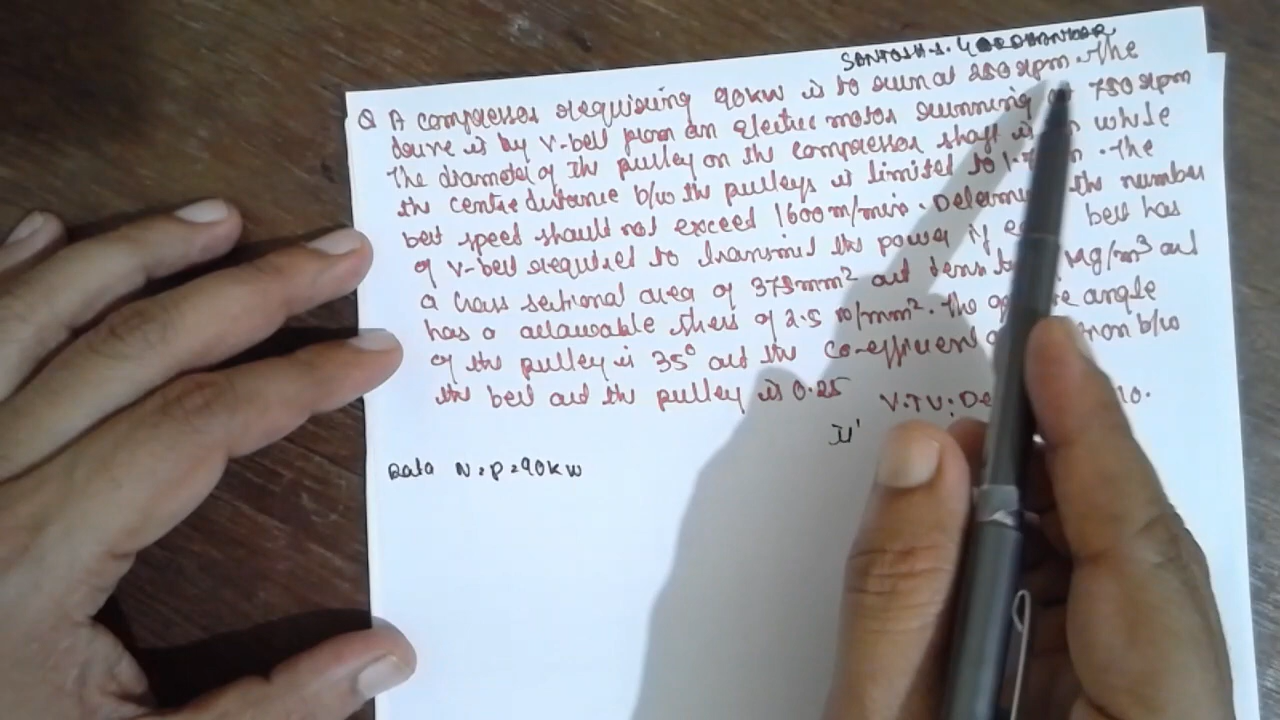 SANTOSH.S.
Q A compressor requiring 90kW is to run at 250 rpm. The
drive is by V-belt from an electric motor running 750 rpm
The diameter of the pulley on the compressor shaft is while
the centre distance b/w the pulleys is limited to 1. The
belt speed should not exceed 1600 m/min. Determine the number
of V-belt required to transmit the power if belt has
a cross sectional area of 375mm² and Mg/m³ and
has a allowable stress of 2.5 N/mm². The angle
of the pulley is 35° and the co-efficient b/w
the belt and the pulley is 0.25 V.T.U: De 10.
Data N = P = 90kW